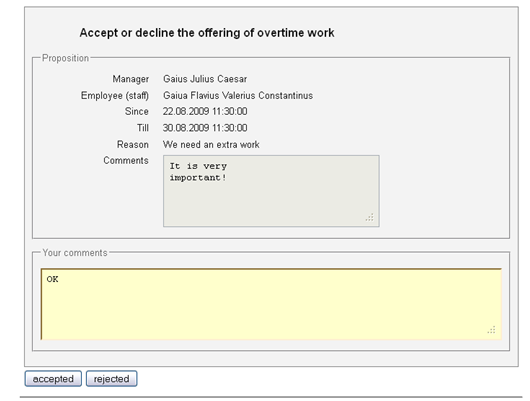 Accept or decline the offering of overtime work
Proposition
Manager Gaius Julius Caesar
Employee (staff) Gaiua Flavius Valerius Constantinus
Since 22.08.2009 11:30:00
Till 30.08.2009 11:30:00
Reason We need an extra work
Comments It is very
important!
Your comments
OK
accepted rejected